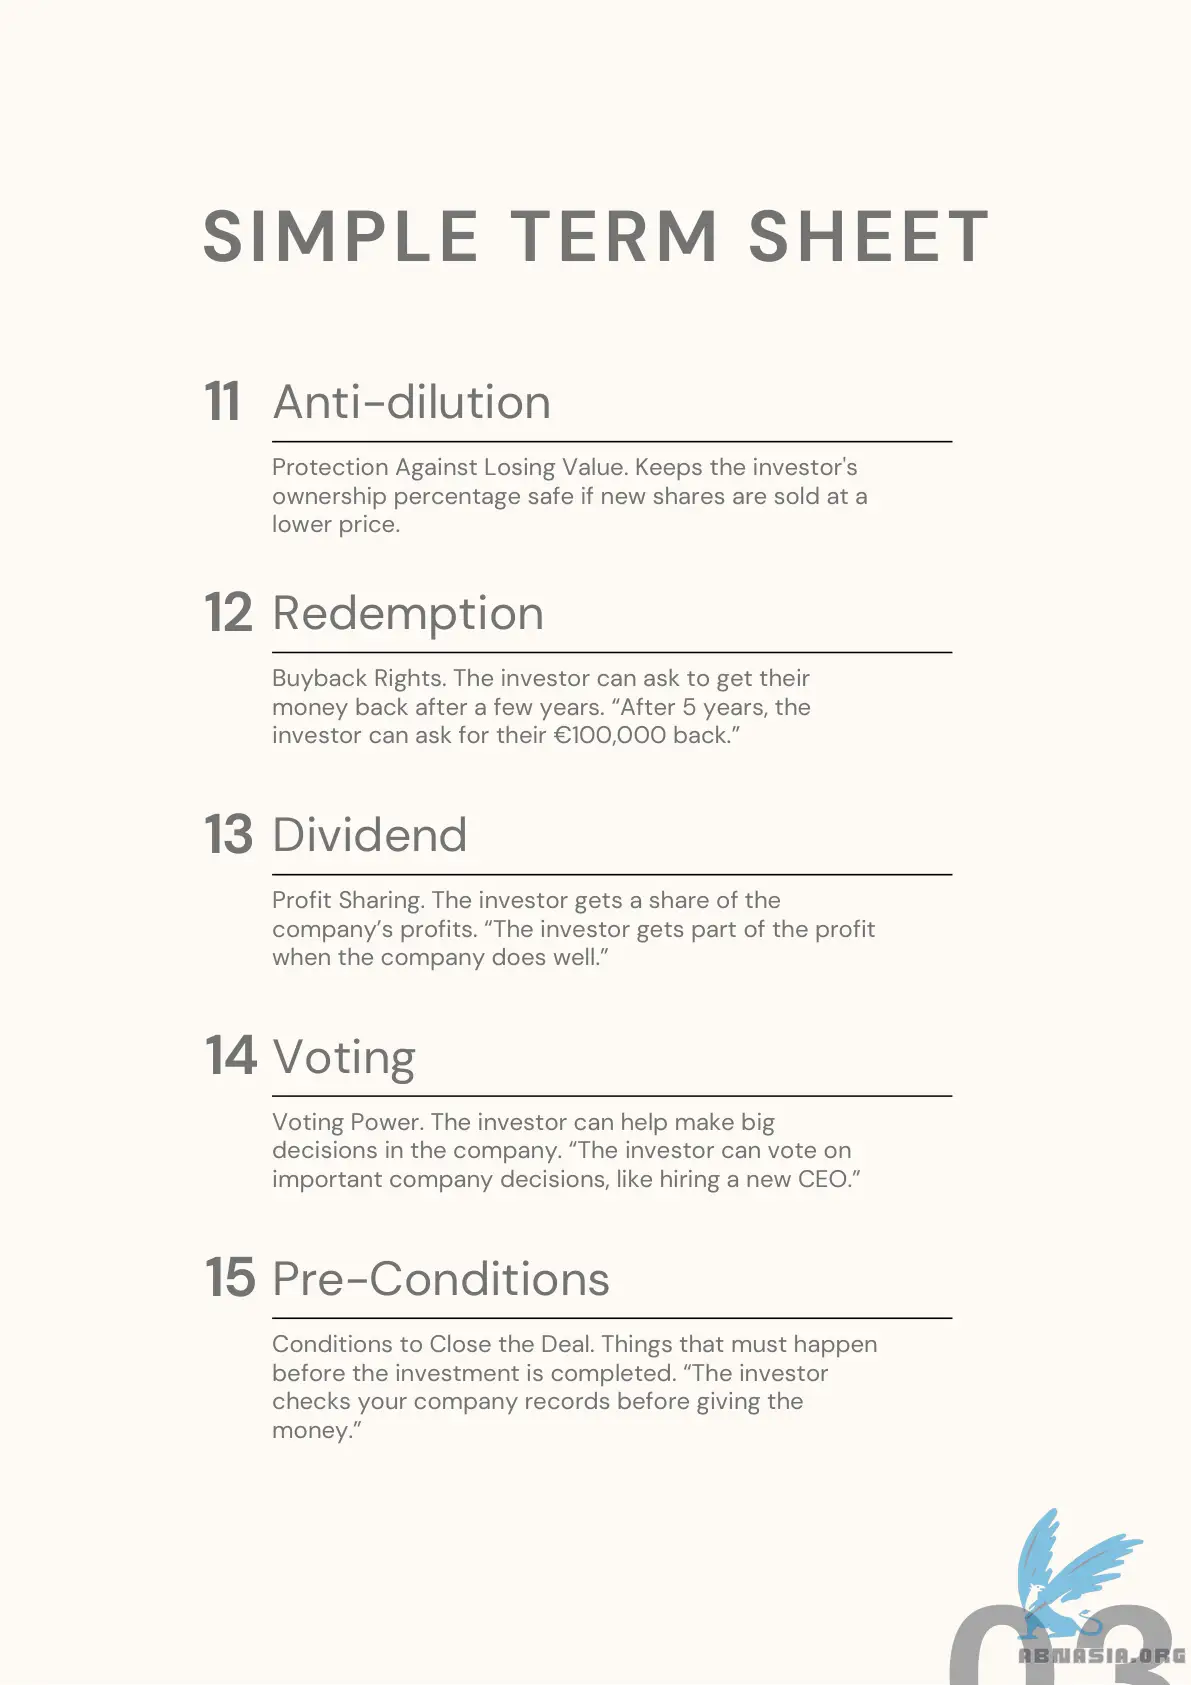 SIMPLE TERM SHEET
11 Anti-dilution
Protection Against Losing Value. Keeps the investor's
ownership percentage safe if new shares are sold at a
lower price.
12 Redemption
Buyback Rights. The investor can ask to get their
money back after a few years. “After 5 years, the
investor can ask for their €100,000 back.”
13 Dividend
Profit Sharing. The investor gets a share of the
company’s profits. “The investor gets part of the profit
when the company does well.”
14 Voting
Voting Power. The investor can help make big
decisions in the company. “The investor can vote on
important company decisions, like hiring a new CEO.”
15 Pre-Conditions
Conditions to Close the Deal. Things that must happen
before the investment is completed. “The investor
checks your company records before giving the
money.”
03
ABNASIA.ORG